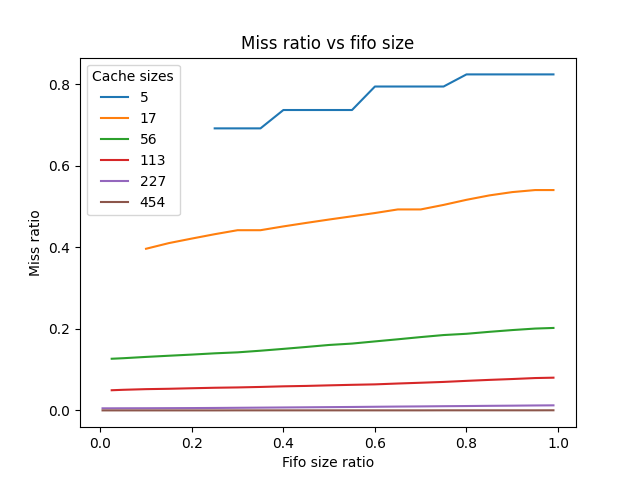 Miss ratio vs fifo size
Cache sizes
5
17
56
113
227
454
Miss ratio
0.8
0.6
0.4
0.2
0.0
0.0 0.2 0.4 0.6 0.8 1.0
Fifo size ratio